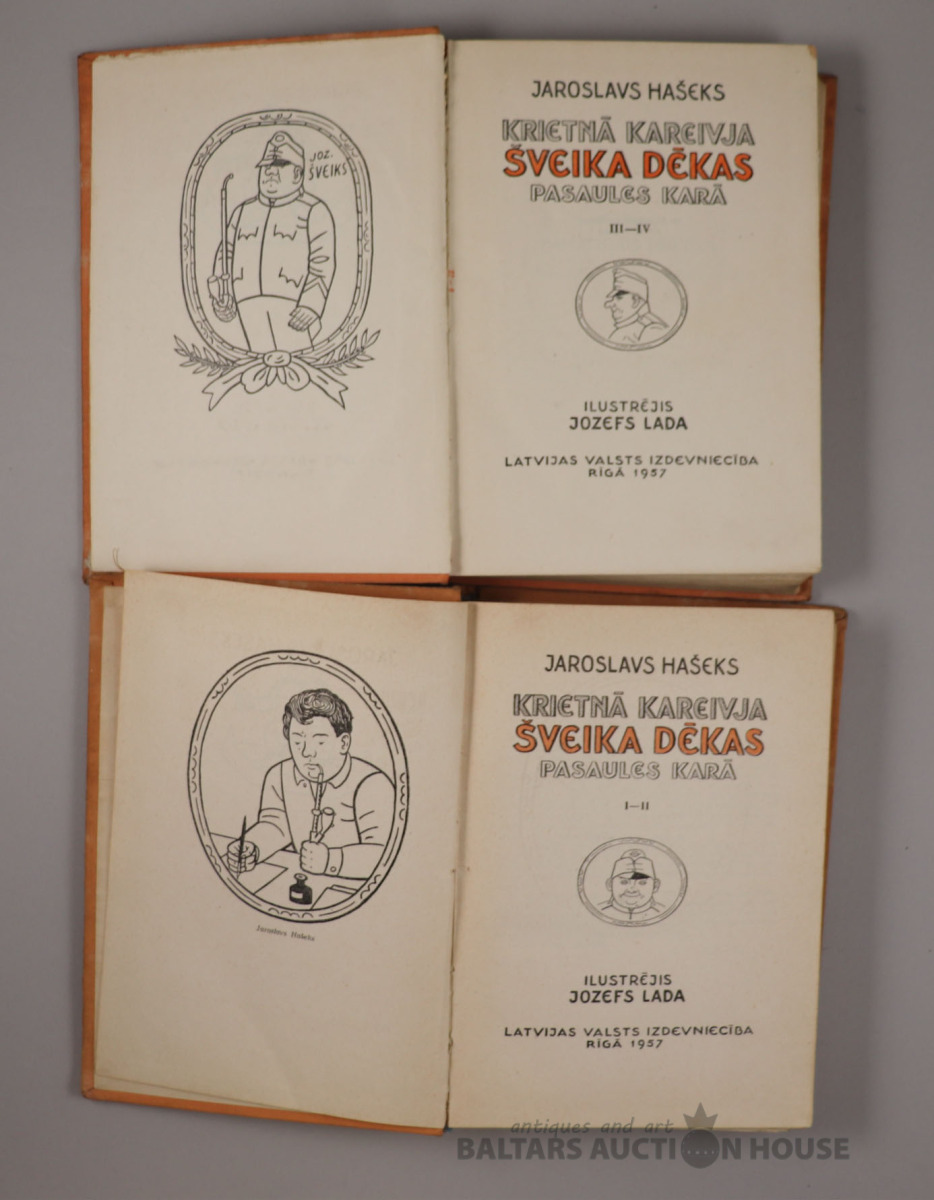 JOZ.
ŠVEIKS
JAROSLAVS HAŠEKS
KRIETNĀ KAREIVJA
ŠVEIKA DĒKAS
PASAULES KARĀ
III—IV
ILUSTRĒJIS
JOZEFS LADA
LATVIJAS VALSTS IZDEVNIECĪBA
RĪGĀ 1957
Jaroslavs Hašeks
JAROSLAVS HAŠEKS
KRIETNĀ KAREIVJA
ŠVEIKA DĒKAS
PASAULES KARĀ
I—II
ILUSTRĒJIS
JOZEFS LADA
LATVIJAS VALSTS IZDEVNIECĪBA
RĪGĀ 1957
antiques and art
BALTARS AUCTION HOUSE